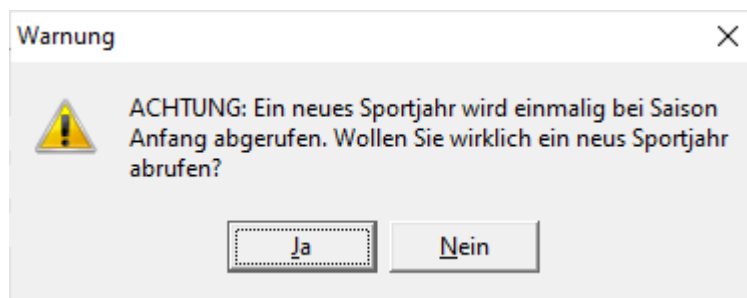 Warnung
ACHTUNG: Ein neues Sportjahr wird einmalig bei Saison
Anfang abgerufen. Wollen Sie wirklich ein neus Sportjahr
abrufen?
Ja
Nein